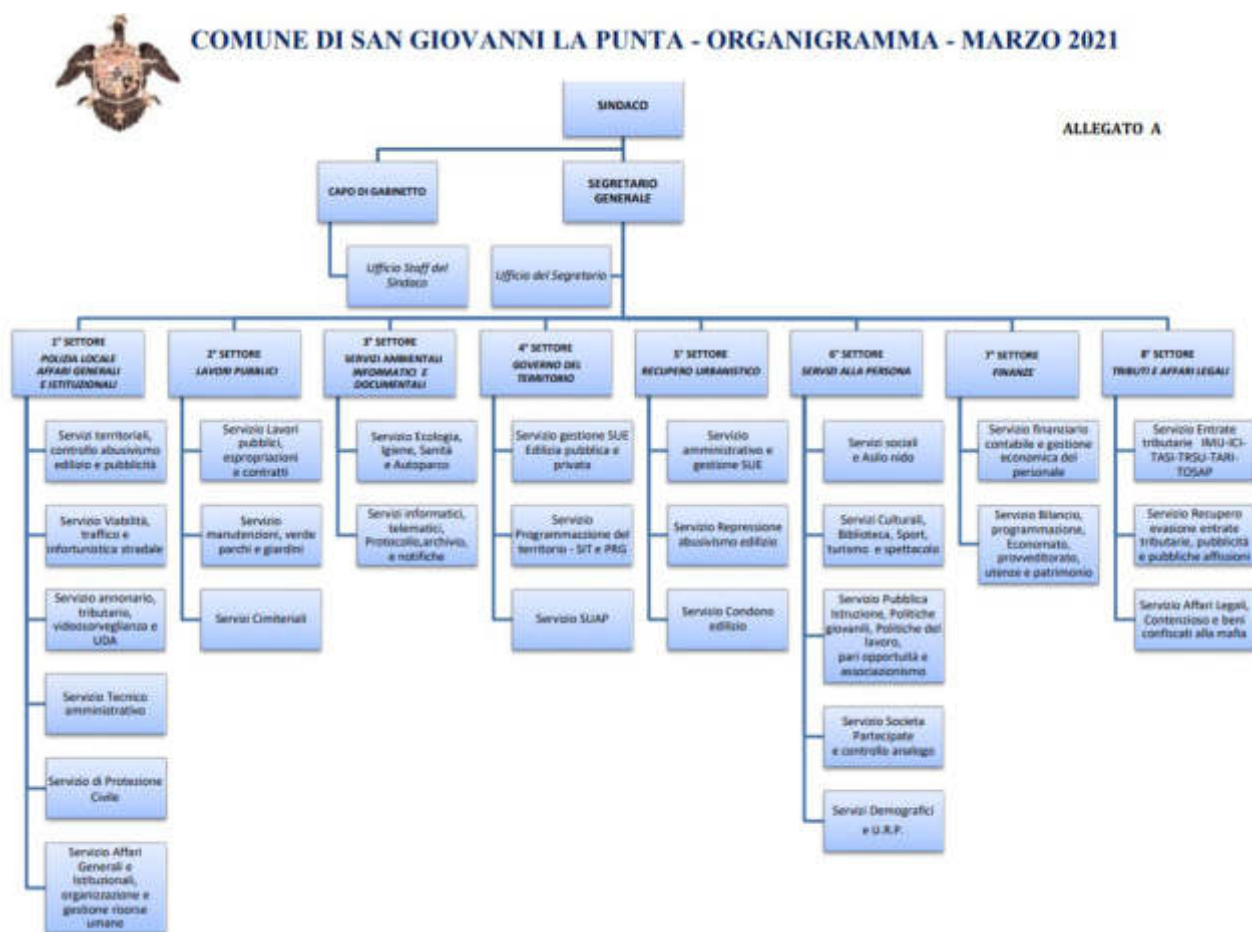 COMUNE DI SAN GIOVANNI LA PUNTA - ORGANIGRAMMA - MARZO 2021
ALLEGATO A
SINDACO
CAPO DI GABINETTO
SEGRETARIO
GENERALE
Ufficio Staff del
Sindaco
Ufficio del Segretario
1° SETTORE
POLIZIA LOCALE
AFFARI GENERALI
E ISTITUZIONALI
2° SETTORE
LAVORI PUBBLICI
3° SETTORE
SERVIZI AMBIENTALI
INFORMATICI E
DOCUMENTALI
4° SETTORE
GOVERNO DEL
TERRITORIO
5° SETTORE
RECUPERO URBANISTICO
6° SETTORE
SERVIZI ALLA PERSONA
7° SETTORE
FINANZE
8° SETTORE
TRIBUTI E AFFARI LEGALI
Servizi territoriali,
controllo abusivismo
edilizio e pubblicità
Servizio Viabilità,
traffico e
infortunistica stradale
Servizio annonario,
tributario,
videosorveglianza e
UDA
Servizio Tecnico
amministrativo
Servizio di Protezione
Civile
Servizio Affari
Generali e
Istituzionali,
organizzazione e
gestione risorse
umane
Servizio Lavori
pubblici,
espropriazioni
e contratti
Servizio
manutenzioni, verde
parchi e giardini
Servizi Cimiteriali
Servizio Ecologia,
Igiene, Sanità
e Autoparco
Servizi informatici,
telematici,
Protocollo,archivio,
e notifiche
Servizio gestione SUE
Edilizia pubblica e
privata
Servizio
Programmazione del
territorio - SIT e PRG
Servizio SUAP
Servizio
amministrativo e
gestione SUE
Servizio Repressione
abusivismo edilizio
Servizio Condono
edilizio
Servizi sociali
e Asilo nido
Servizi Culturali,
Biblioteca, Sport,
turismo e spettacolo
Servizio Pubblica
Istruzione, Politiche
giovanili, Politiche del
lavoro,
pari opportuità e
associazionismo
Servizio Societa
Partecipate
e controllo analogo
Servizi Demografici
e U.R.P.
Servizio finanziario
contabile e gestione
economica del
personale
Servizio Bilancio,
programmazione,
Economato,
provveditorato,
utenze e patrimonio
Servizio Entrate
tributarie IMU-ICI-
TASI-TRSU-TARI-
TOSAP
Servizio Recupero
evasione entrate
tributarie, pubblicità
e pubbliche affissioni
Servizio Affari Legali,
Contenzioso e beni
confiscati alla mafia